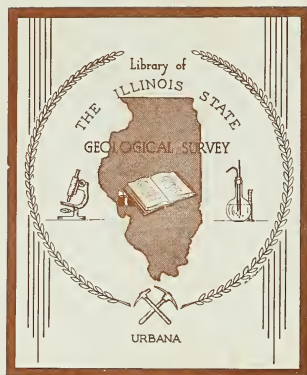 Library of
THE ILLINOIS STATE
GEOLOGICAL SURVEY
URBANA